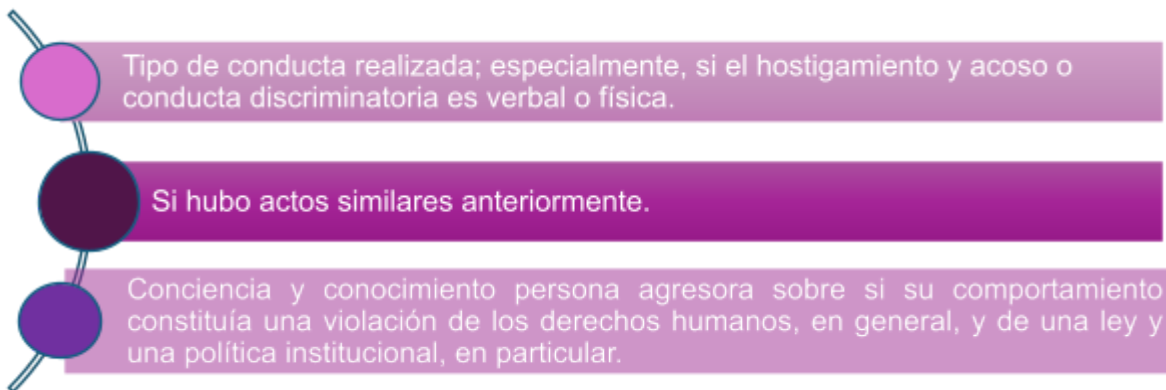 Tipo de conducta realizada; especialmente, si el hostigamiento y acoso o
conducta discriminatoria es verbal o física.
Si hubo actos similares anteriormente.
Conciencia y conocimiento persona agresora sobre si su comportamiento
constituía una violación de los derechos humanos, en general, y de una ley y
una política institucional, en particular.